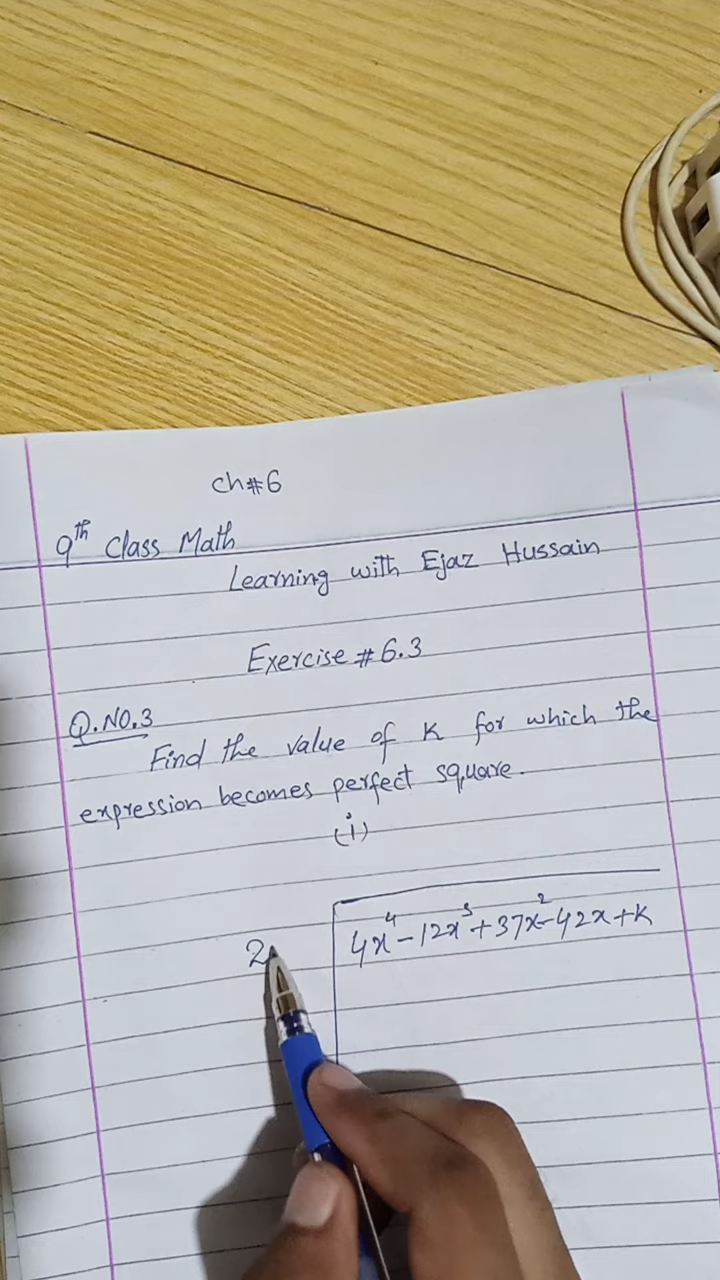 ch#6
9th Class Math
Learning with Ejaz Hussain
Exercise # 6.3
Q.NO.3
Find the value of K for which the
expression becomes perfect square.
(i)
4x⁴-12x³+37x²-42x+K
2